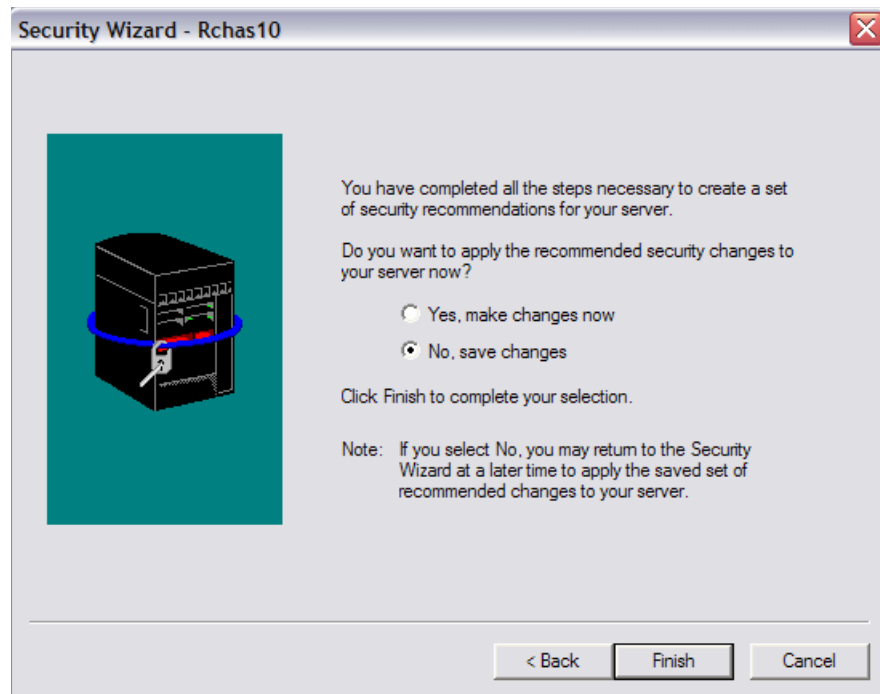 Security Wizard - Rchas10
You have completed all the steps necessary to create a set
of security recommendations for your server.
Do you want to apply the recommended security changes to
your server now?
Yes, make changes now
No, save changes
Click Finish to complete your selection.
Note: If you select No, you may return to the Security
Wizard at a later time to apply the saved set of
recommended changes to your server.
< Back Finish Cancel